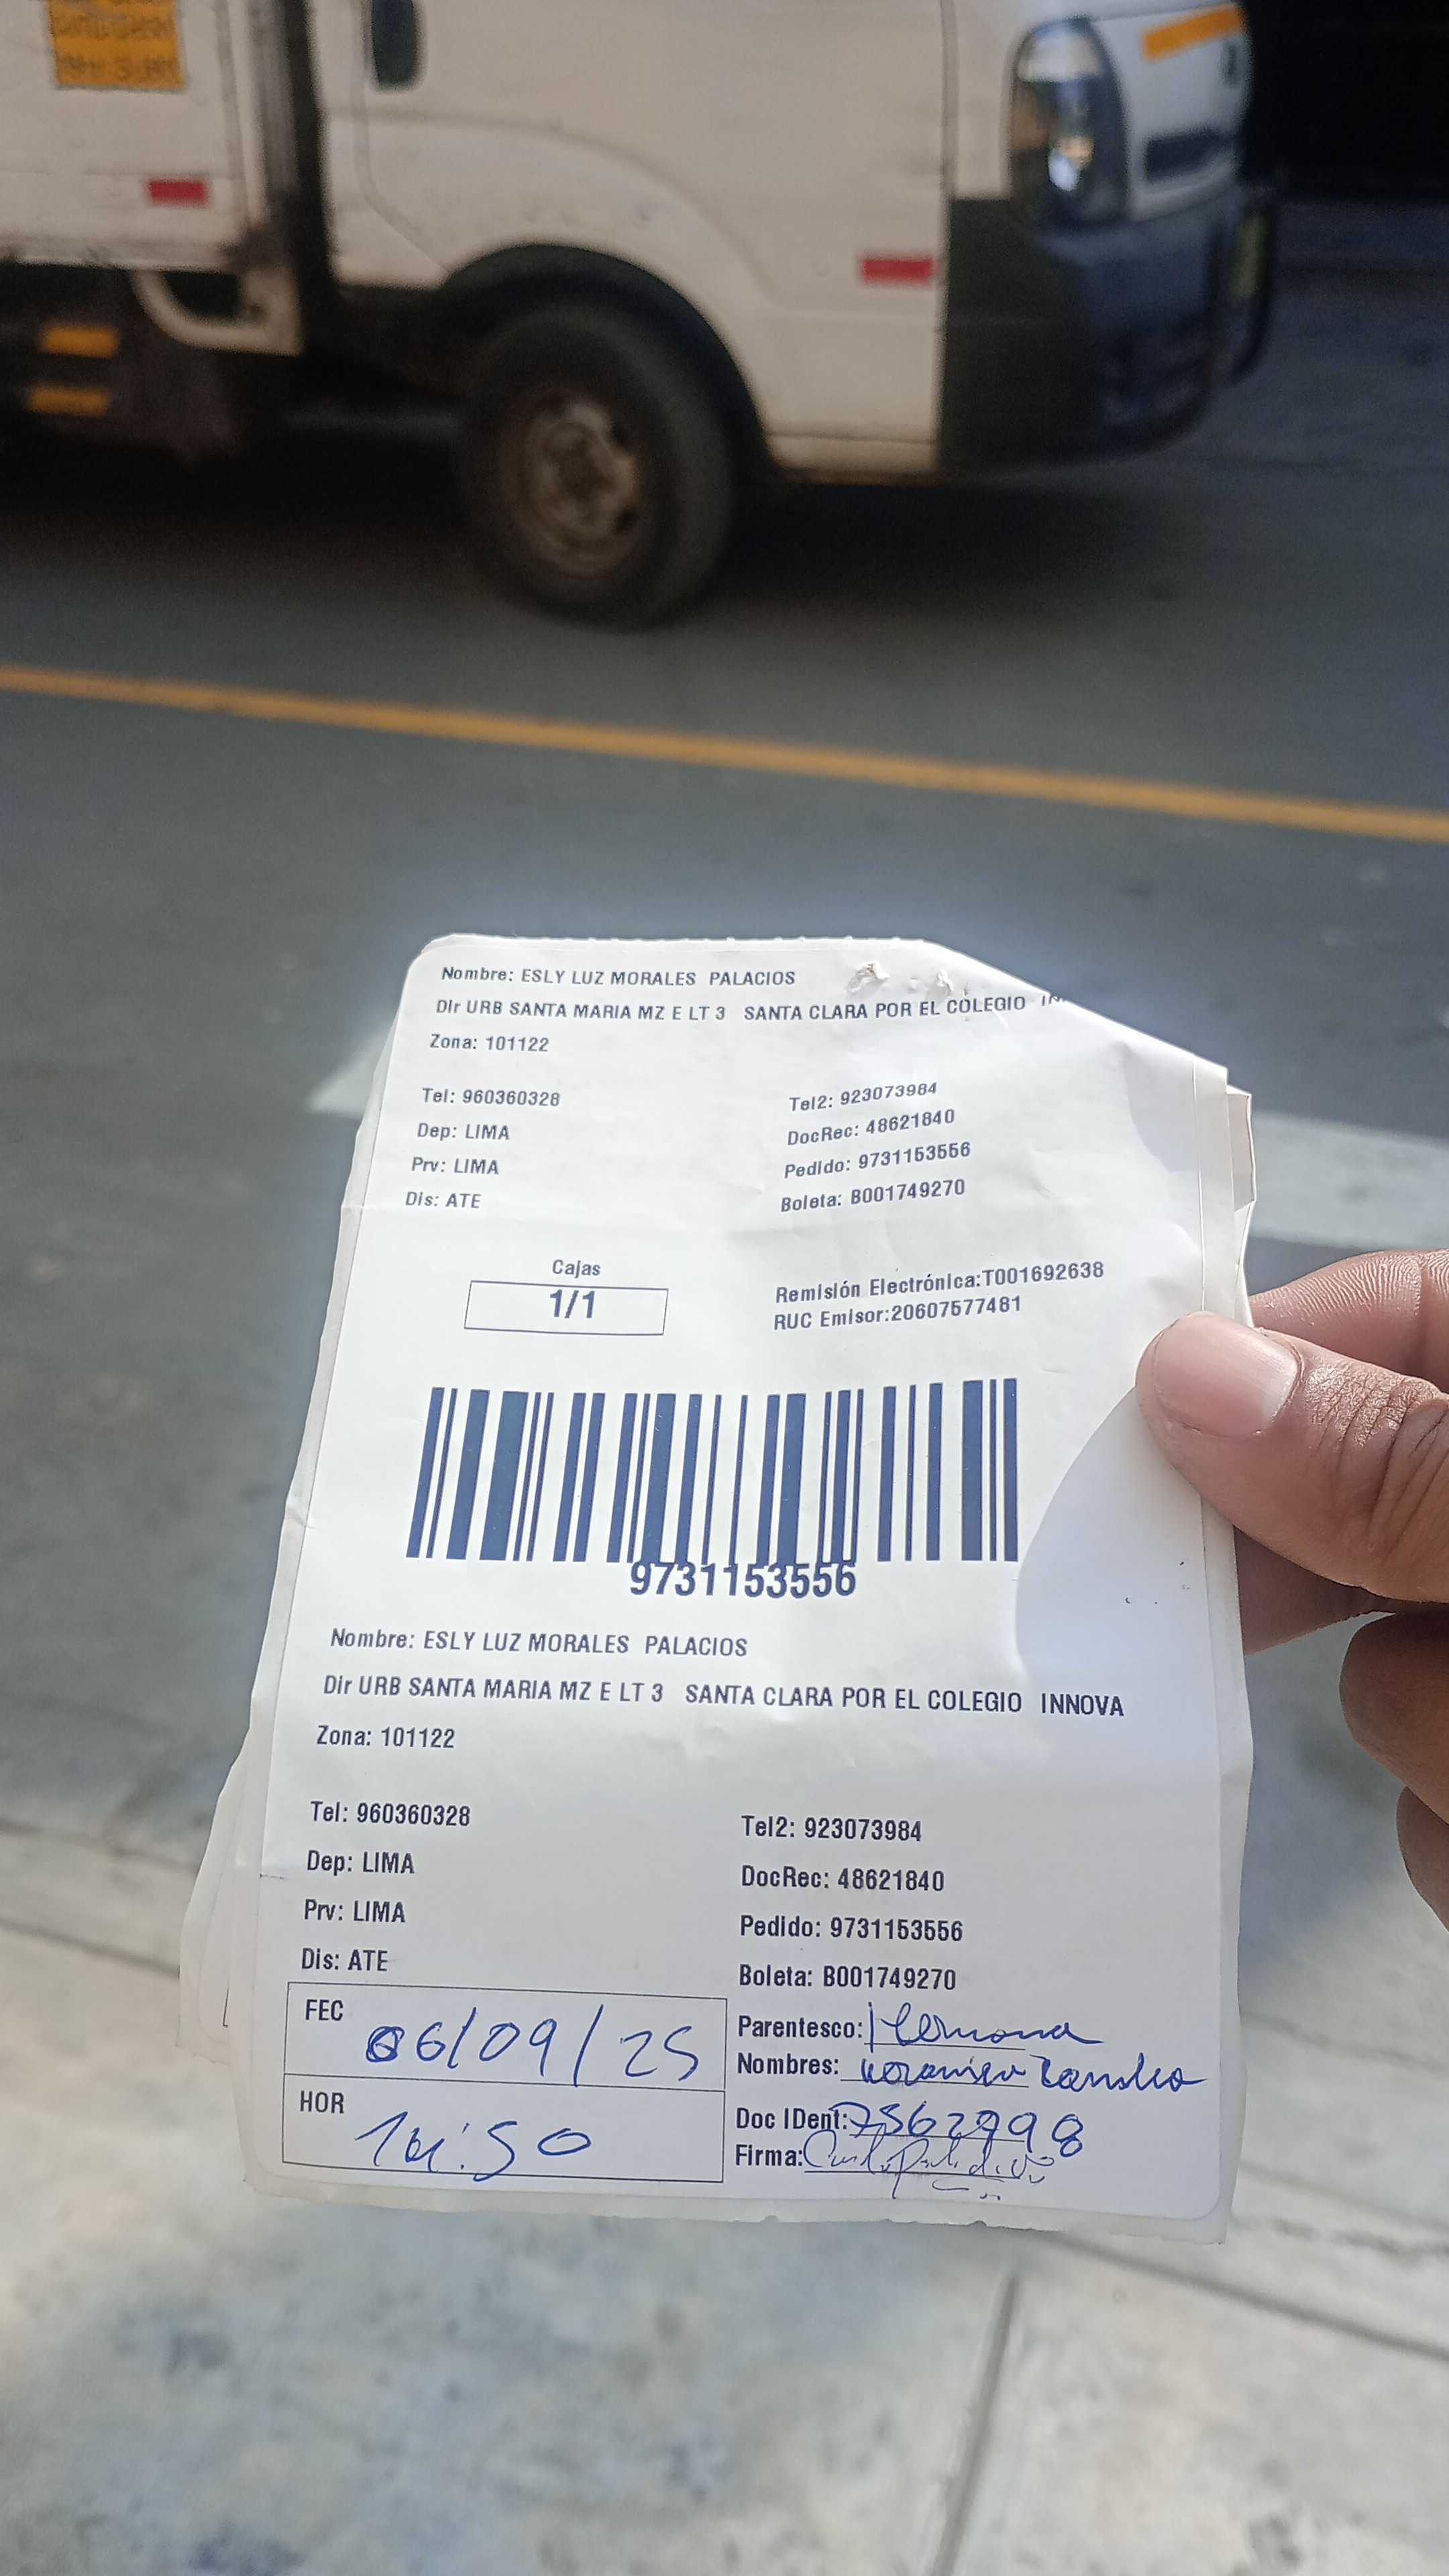 Nombre: ESLY LUZ MORALES PALACIOS
Dir URB SANTA MARIA MZ E LT 3 SANTA CLARA POR EL COLEGIO
Zona: 101122
Tel: 960360328 Tel2: 923073984
Dep: LIMA DocRec: 48621840
Prv: LIMA Pedido: 9731153556
Dis: ATE Boleta: B001749270
Cajas
1/1
Remisión Electrónica:T001692638
RUC Emisor:20607577481
9731153556
Nombre: ESLY LUZ MORALES PALACIOS
Dir URB SANTA MARIA MZ E LT 3 SANTA CLARA POR EL COLEGIO INNOVA
Zona: 101122
Tel: 960360328 Tel2: 923073984
Dep: LIMA DocRec: 48621840
Prv: LIMA Pedido: 9731153556
Dis: ATE Boleta: B001749270
FEC 06/09/25
HOR 14:50
Parentesco: Hermana
Nombres:
Doc IDent:
Firma: